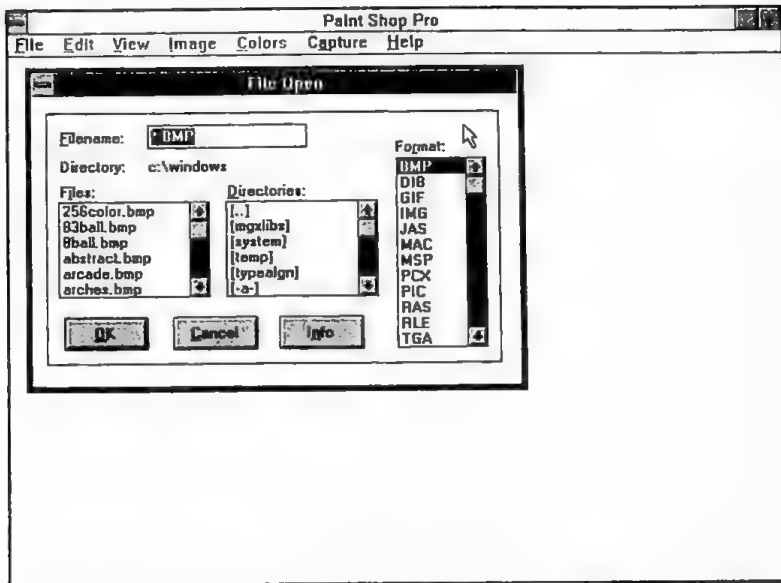 Paint Shop Pro
File Edit View Image Colors Capture Help
File Open
Filename: *.BMP
Directory: c:\windows
Files:
256color.bmp
83ball.bmp
8ball.bmp
abstract.bmp
arcade.bmp
arches.bmp
Directories:
[..]
[mgxlibs]
[system]
[temp]
[typealgn]
[-a-]
Format:
BMP
DIB
GIF
IMG
JAS
MAC
MSP
PCX
PIC
RAS
RLE
TGA
OK Cancel Info